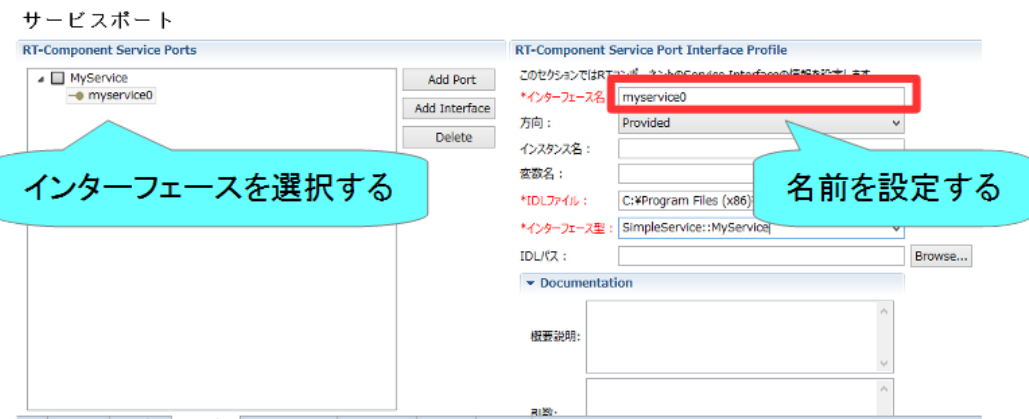 サービスポート
RT-Component Service Ports
MyService
myservice0
Add Port
Add Interface
Delete
インターフェースを選択する
RT-Component Service Port Interface Profile
*インターフェース名
myservice0
方向：
Provided
インスタンス名：
変数名：
名前を設定する
*IDLファイル：
C:¥Program Files (x86)
*インターフェース型：
SimpleService::MyService
IDLパス：
Browse...
Documentation
概要説明:
引数: